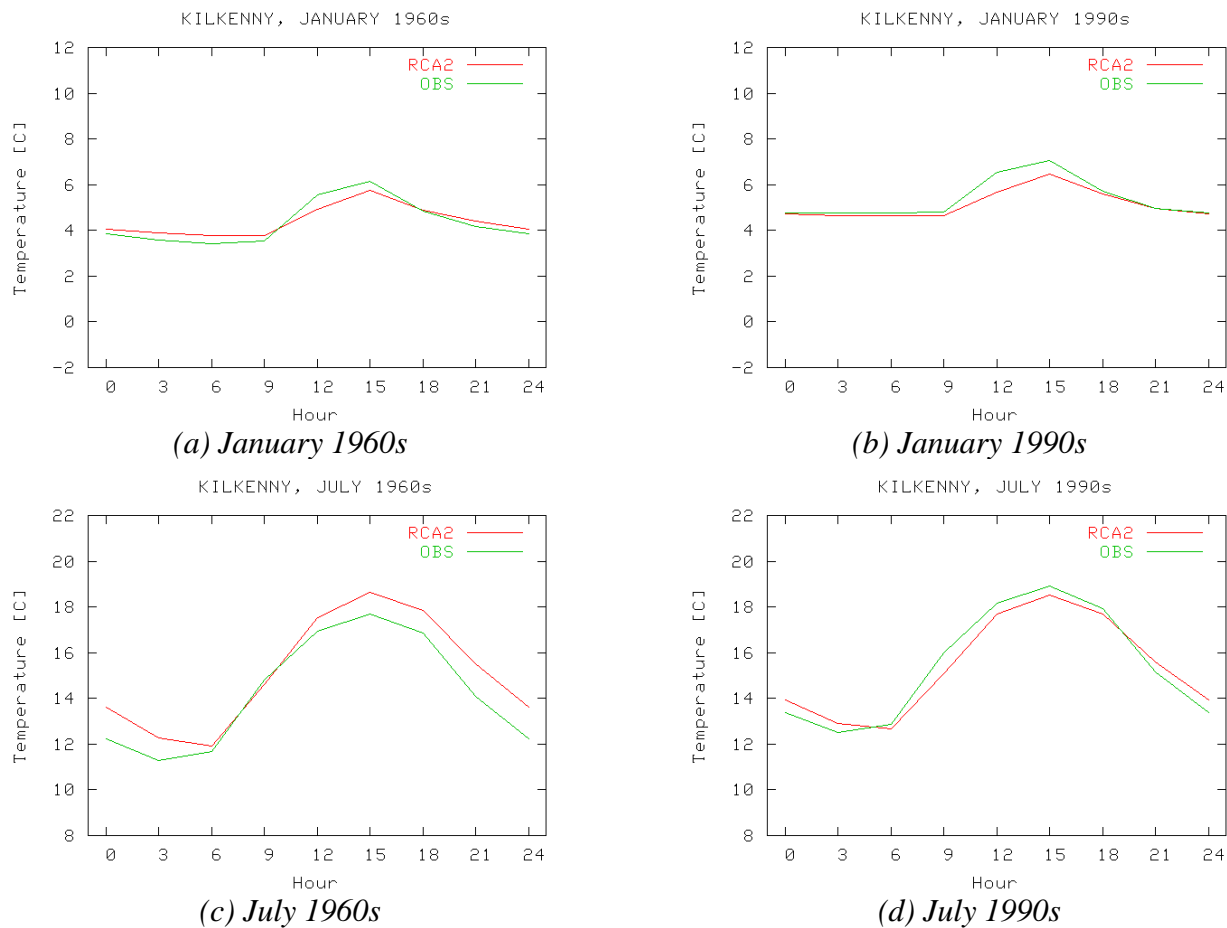 KILKENNY, JANUARY 1960s
12
10
8
6
4
2
0
-2
Temperature [C]
RCA2
OBS
0 3 6 9 12 15 18 21 24
Hour
(a) January 1960s
KILKENNY, JANUARY 1990s
12
10
8
6
4
2
0
-2
Temperature [C]
RCA2
OBS
0 3 6 9 12 15 18 21 24
Hour
(b) January 1990s
KILKENNY, JULY 1960s
22
20
18
16
14
12
10
8
Temperature [C]
RCA2
OBS
0 3 6 9 12 15 18 21 24
Hour
(c) July 1960s
KILKENNY, JULY 1990s
22
20
18
16
14
12
10
8
Temperature [C]
RCA2
OBS
0 3 6 9 12 15 18 21 24
Hour
(d) July 1990s